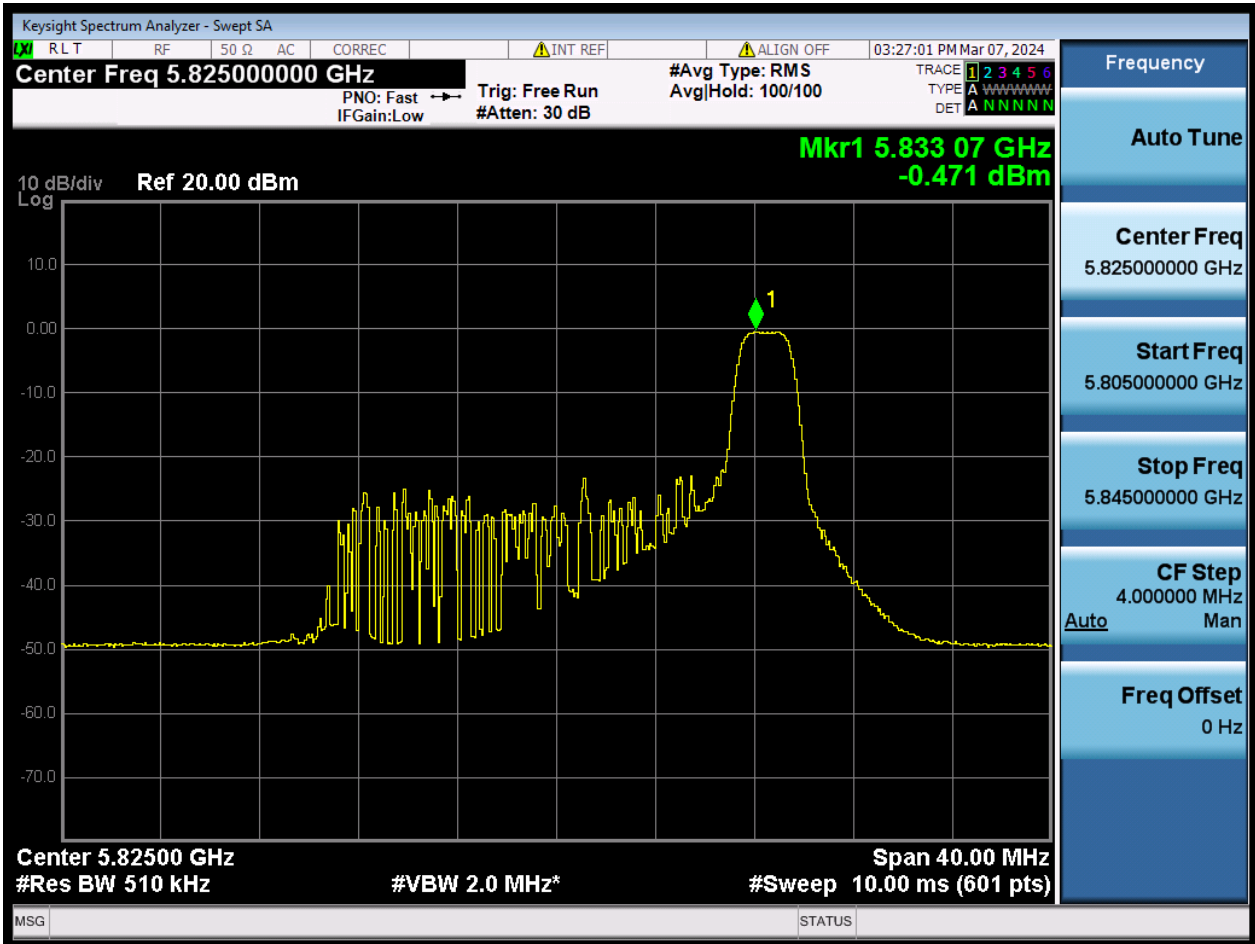 Keysight Spectrum Analyzer - Swept SA
LXI RLT RF 50 Ω AC CORREC INT REF ALIGN OFF 03:27:01 PM Mar 07, 2024
Center Freq 5.825000000 GHz
PNO: Fast
IFGain:Low
Trig: Free Run
#Atten: 30 dB
#Avg Type: RMS
Avg|Hold: 100/100
TRACE 1 2 3 4 5 6
TYPE A WWWWW
DET A N N N N N
Mkr1 5.833 07 GHz
-0.471 dBm
10 dB/div Ref 20.00 dBm
Log
1
10.0
0.00
-10.0
-20.0
-30.0
-40.0
-50.0
-60.0
-70.0
Center 5.82500 GHz Span 40.00 MHz
#Res BW 510 kHz #VBW 2.0 MHz* #Sweep 10.00 ms (601 pts)
MSG STATUS
Frequency
Auto Tune
Center Freq
5.825000000 GHz
Start Freq
5.805000000 GHz
Stop Freq
5.845000000 GHz
CF Step
4.000000 MHz
Auto Man
Freq Offset
0 Hz